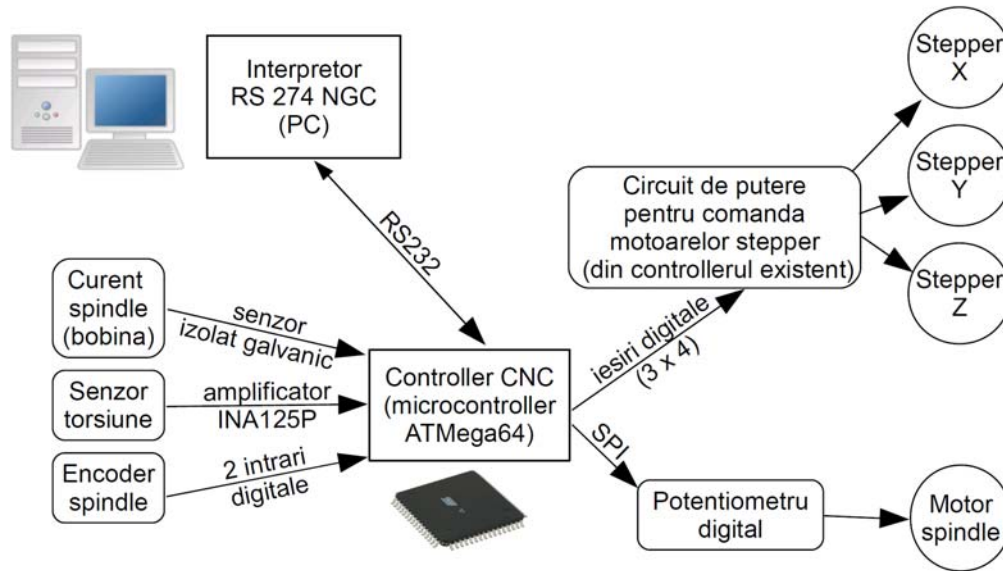 Interpretor
RS 274 NGC
(PC)
RS232
Curent
spindle
(bobina)
senzor
izolat galvanic
Senzor
torsiune
amplificator
INA125P
Encoder
spindle
2 intrari
digitale
Controller CNC
(microcontroller
ATMega64)
iesiri digitale
(3 x 4)
SPI
Circuit de putere
pentru comanda
motoarelor stepper
(din controllerul existent)
Stepper
X
Stepper
Y
Stepper
Z
Potentiometru
digital
Motor
spindle